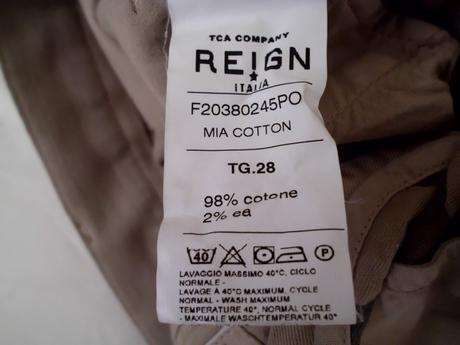 TCA COMPANY
REIGN
ITALIA
F20380245PO
MIA COTTON
TG.28
98% cotone
2% ea
40 P
LAVAGGIO MASSIMO 40°C, CICLO
NORMALE -
LAVAGE À 40°C MAXIMUM, CYCLE
NORMAL - WASH MAXIMUM
TEMPERATURE 40°, NORMAL CYCLE
- MAXIMALE WASCHTEMPERATUR 40°